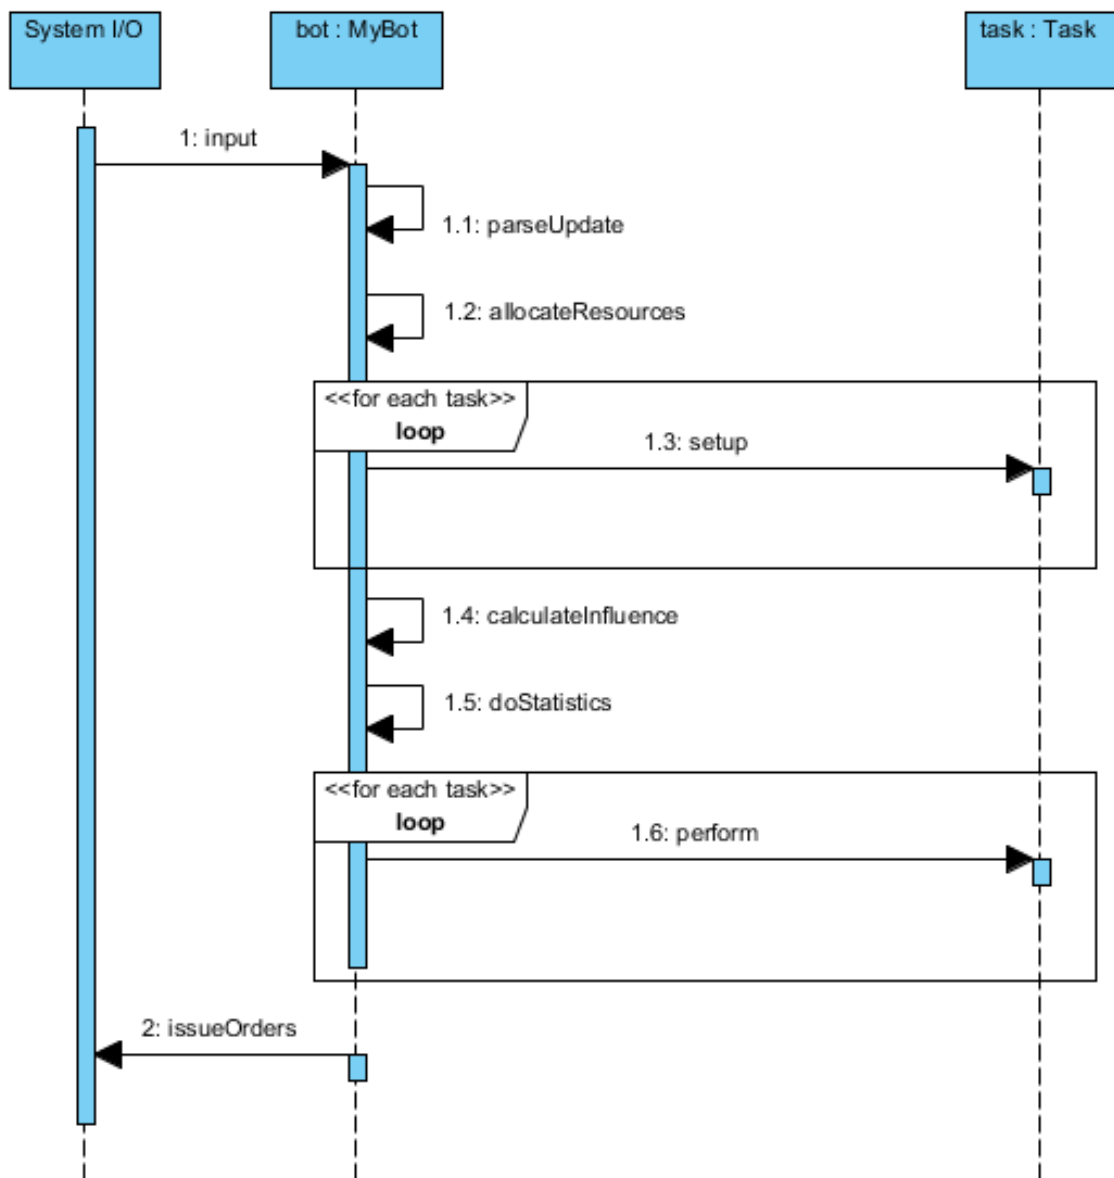 System I/O
bot : MyBot
task : Task
1: input
1.1: parseUpdate
1.2: allocateResources
<<for each task>>
loop
1.3: setup
1.4: calculateInfluence
1.5: doStatistics
<<for each task>>
loop
1.6: perform
2: issueOrders